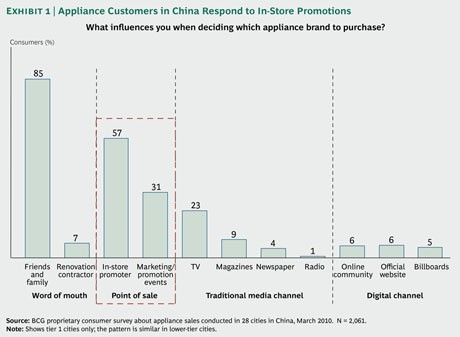 EXHIBIT 1 | Appliance Customers in China Respond to In-Store Promotions
What influences you when deciding which appliance brand to purchase?
Consumers (%)
85
7
57
31
23
9
4
1
6
6
5
Friends and family
Renovation contractor
In-store promoter
Marketing/promotion events
TV
Magazines
Newspaper
Radio
Online community
Official website
Billboards
Word of mouth
Point of sale
Traditional media channel
Digital channel
Source: BCG proprietary consumer survey about appliance sales conducted in 28 cities in China, March 2010. N = 2,061.
Note: Shows tier 1 cities only; the pattern is similar in lower-tier cities.